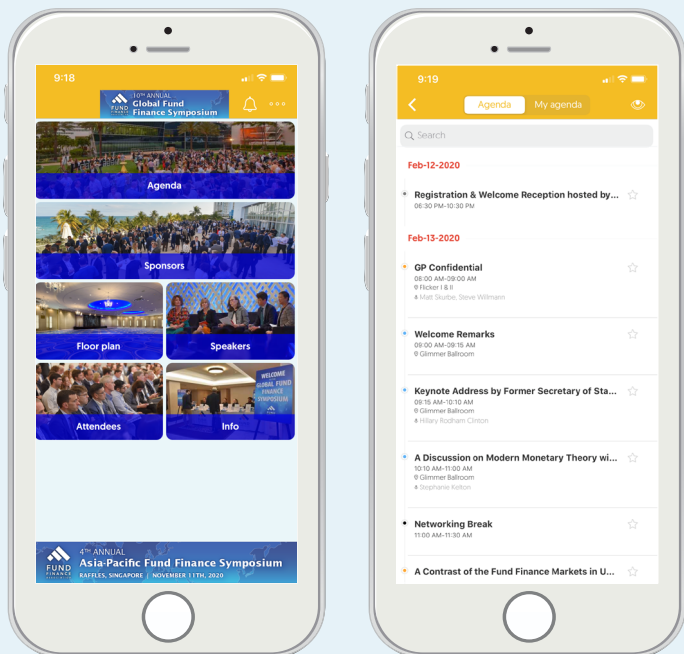 9:18
FUND
FINANCE
10TH ANNUAL
Global Fund
Finance Symposium
Agenda
Sponsors
Floor plan
Speakers
WELCOME
GLOBAL FUND
FINANCE
SYMPOSIUM
Attendees
Info
FUND
FINANCE
ASSOCIATION
4TH ANNUAL
Asia-Pacific Fund Finance Symposium
RAFFLES, SINGAPORE | NOVEMBER 11TH, 2020
9:19
Agenda
My agenda
Search
Feb-12-2020
Registration & Welcome Reception hosted by...
06:30 PM-10:30 PM
Feb-13-2020
GP Confidential
08:00 AM-09:00 AM
Flicker I & II
Matt Skurbe, Steve Willmann
Welcome Remarks
09:00 AM-09:15 AM
Glimmer Ballroom
Keynote Address by Former Secretary of Sta...
09:15 AM-10:10 AM
Glimmer Ballroom
Hillary Rodham Clinton
A Discussion on Modern Monetary Theory wi...
10:10 AM-11:00 AM
Glimmer Ballroom
Stephanie Kelton
Networking Break
11:00 AM-11:30 AM
A Contrast of the Fund Finance Markets in U...